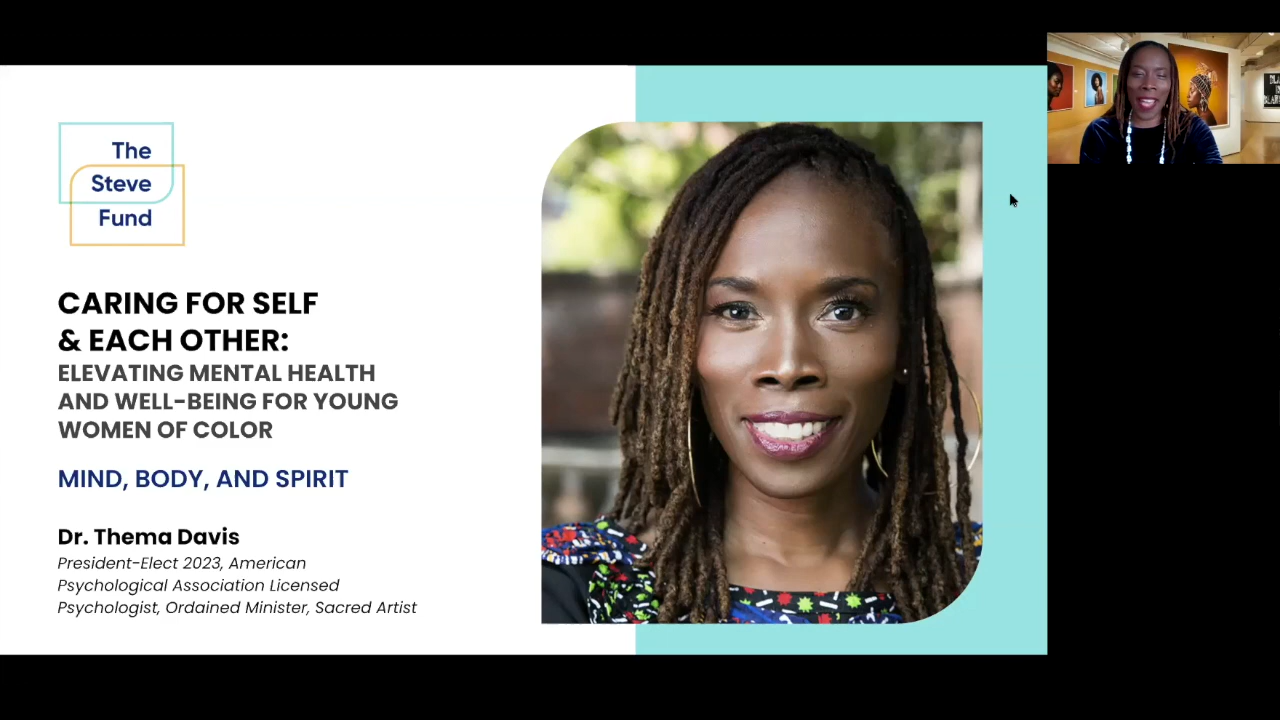 The
Steve
Fund
CARING FOR SELF
& EACH OTHER:
ELEVATING MENTAL HEALTH
AND WELL-BEING FOR YOUNG
WOMEN OF COLOR
MIND, BODY, AND SPIRIT
Dr. Thema Davis
President-Elect 2023, American
Psychological Association Licensed
Psychologist, Ordained Minister, Sacred Artist